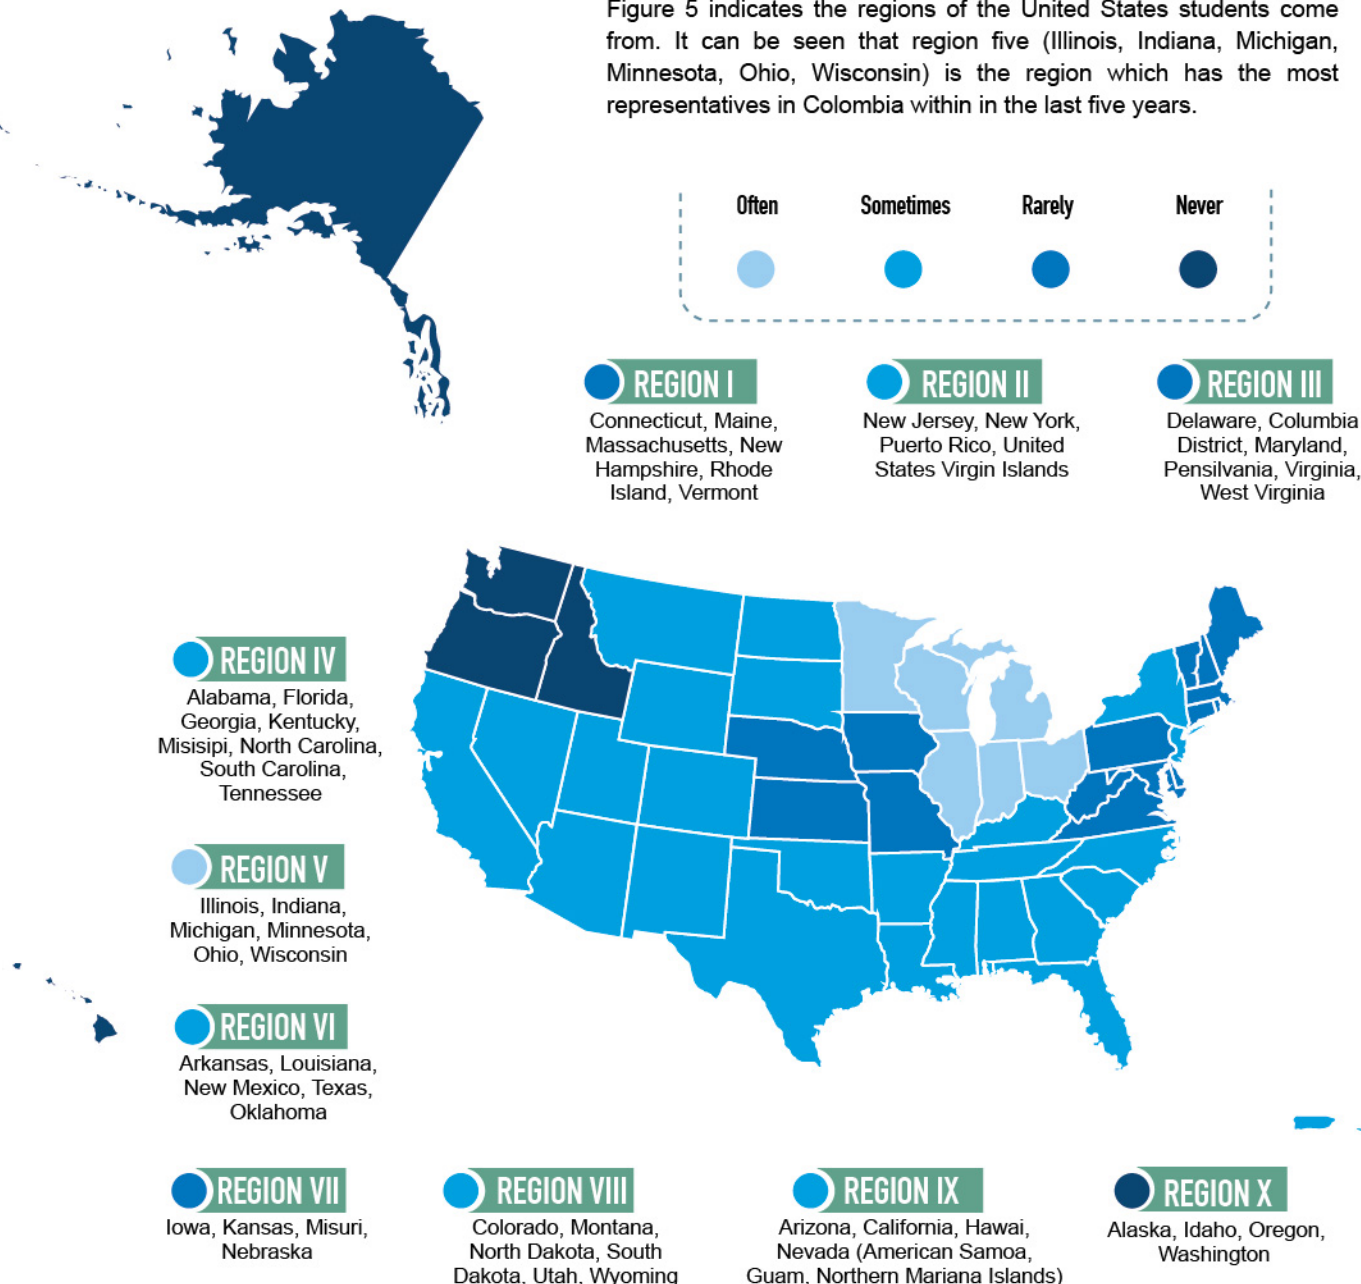 Figure 5 indicates the regions of the United States students come
from. It can be seen that region five (Illinois, Indiana, Michigan,
Minnesota, Ohio, Wisconsin) is the region which has the most
representatives in Colombia within in the last five years.
Often
Sometimes
Rarely
Never
REGION I
Connecticut, Maine,
Massachusetts, New
Hampshire, Rhode
Island, Vermont
REGION II
New Jersey, New York,
Puerto Rico, United
States Virgin Islands
REGION III
Delaware, Columbia
District, Maryland,
Pensilvania, Virginia,
West Virginia
REGION IV
Alabama, Florida,
Georgia, Kentucky,
Misisipi, North Carolina,
South Carolina,
Tennessee
REGION V
Illinois, Indiana,
Michigan, Minnesota,
Ohio, Wisconsin
REGION VI
Arkansas, Louisiana,
New Mexico, Texas,
Oklahoma
REGION VII
Iowa, Kansas, Misuri,
Nebraska
REGION VIII
Colorado, Montana,
North Dakota, South
Dakota, Utah, Wyoming
REGION IX
Arizona, California, Hawai,
Nevada (American Samoa,
Guam, Northern Mariana Islands)
REGION X
Alaska, Idaho, Oregon,
Washington